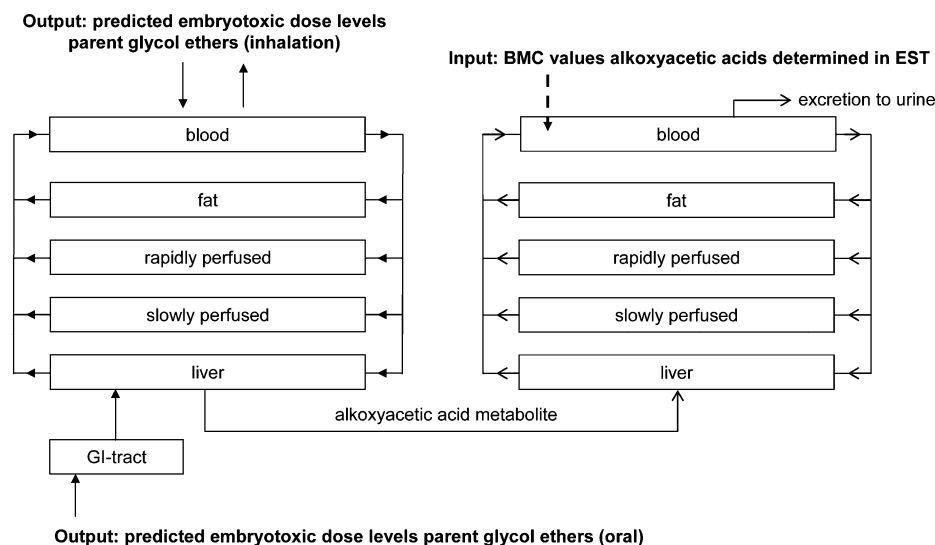 Output: predicted embryotoxic dose levels
parent glycol ethers (inhalation)
blood
fat
rapidly perfused
slowly perfused
liver
GI-tract
Output: predicted embryotoxic dose levels parent glycol ethers (oral)
alkoxyacetic acid metabolite
Input: BMC values alkoxyacetic acids determined in EST
excretion to urine
blood
fat
rapidly perfused
slowly perfused
liver